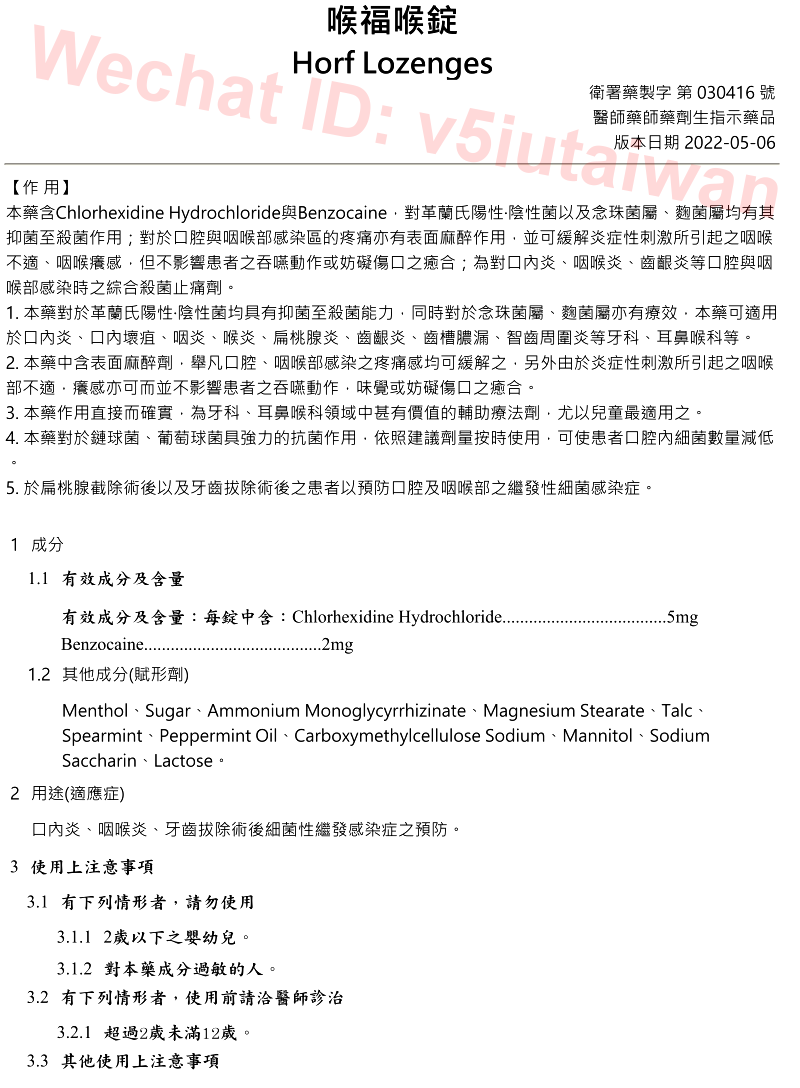 喉福喉錠
Horf Lozenges
Wechat ID: v5iutaiwan
衛署藥製字 第 030416 號
醫師藥師藥劑生指示藥品
版本日期 2022-05-06
【作 用】
本藥含Chlorhexidine Hydrochloride與Benzocaine，對革蘭氏陽性·陰性菌以及念珠菌屬、麴菌屬均有其
抑菌至殺菌作用；對於口腔與咽喉部感染區的疼痛亦有表面麻醉作用，並可緩解炎症性刺激所引起之咽喉
不適、咽喉癢感，但不影響患者之吞嚥動作或妨礙傷口之癒合；為對口內炎、咽喉炎、齒齦炎等口腔與咽
喉部感染時之綜合殺菌止痛劑。
1. 本藥對於革蘭氏陽性·陰性菌均具有抑菌至殺菌能力，同時對於念珠菌屬、麴菌屬亦有療效，本藥可適用
於口內炎、口內壞疽、咽炎、喉炎、扁桃腺炎、齒齦炎、齒槽膿漏、智齒周圍炎等牙科、耳鼻喉科等。
2. 本藥中含表面麻醉劑，舉凡口腔、咽喉部感染之疼痛感均可緩解之，另外由於炎症性刺激所引起之咽喉
部不適，癢感亦可而並不影響患者之吞嚥動作，味覺或妨礙傷口之癒合。
3. 本藥作用直接而確實，為牙科、耳鼻喉科領域中甚有價值的輔助療法劑，尤以兒童最適用之。
4. 本藥對於鏈球菌、葡萄球菌具強力的抗菌作用，依照建議劑量按時使用，可使患者口腔內細菌數量減低
。
5. 於扁桃腺截除術後以及牙齒拔除術後之患者以預防口腔及咽喉部之繼發性細菌感染症。
1 成分
1.1 有效成分及含量
有效成分及含量：每錠中含：Chlorhexidine Hydrochloride.....................................5mg
Benzocaine........................................2mg
1.2 其他成分(賦形劑)
Menthol、Sugar、Ammonium Monoglycyrrhizinate、Magnesium Stearate、Talc、
Spearmint、Peppermint Oil、Carboxymethylcellulose Sodium、Mannitol、Sodium
Saccharin、Lactose。
2 用途(適應症)
口內炎、咽喉炎、牙齒拔除術後細菌性繼發感染症之預防。
3 使用上注意事項
3.1 有下列情形者，請勿使用
3.1.1 2歲以下之嬰幼兒。
3.1.2 對本藥成分過敏的人。
3.2 有下列情形者，使用前請洽醫師診治
3.2.1 超過2歲未滿12歲。
3.3 其他使用上注意事項